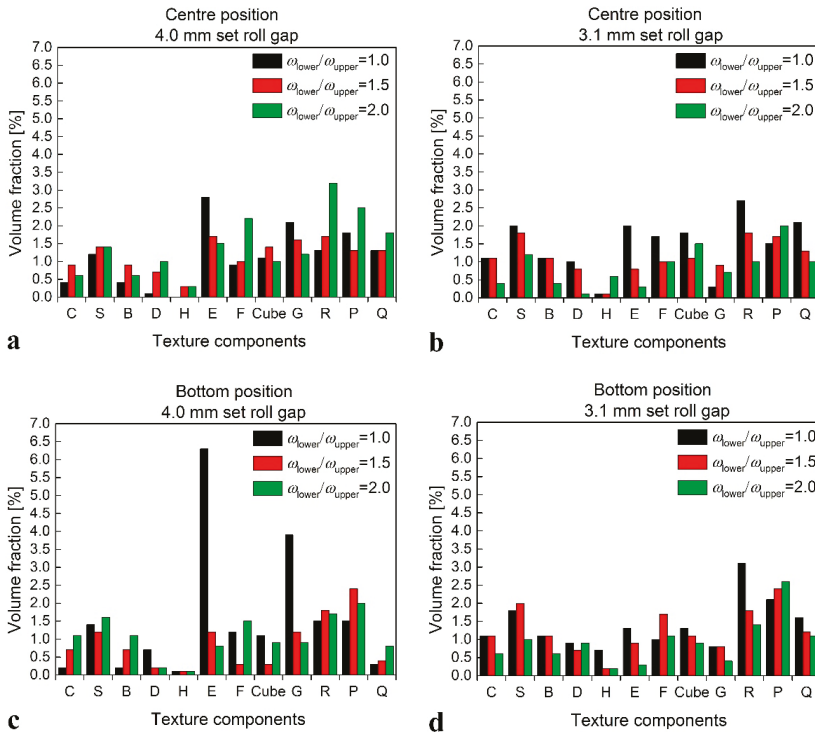 Centre position
4.0 mm set roll gap
7.0
6.5
6.0
5.5
5.0
4.5
4.0
3.5
3.0
2.5
2.0
1.5
1.0
0.5
0.0
Volume fraction [%]
ωlower/ωupper=1.0
ωlower/ωupper=1.5
ωlower/ωupper=2.0
C S B D H E F Cube G R P Q
Texture components
a
Centre position
3.1 mm set roll gap
7.0
6.5
6.0
5.5
5.0
4.5
4.0
3.5
3.0
2.5
2.0
1.5
1.0
0.5
0.0
Volume fraction [%]
ωlower/ωupper=1.0
ωlower/ωupper=1.5
ωlower/ωupper=2.0
C S B D H E F Cube G R P Q
Texture components
b
Bottom position
4.0 mm set roll gap
7.0
6.5
6.0
5.5
5.0
4.5
4.0
3.5
3.0
2.5
2.0
1.5
1.0
0.5
0.0
Volume fraction [%]
ωlower/ωupper=1.0
ωlower/ωupper=1.5
ωlower/ωupper=2.0
C S B D H E F Cube G R P Q
Texture components
c
Bottom position
3.1 mm set roll gap
7.0
6.5
6.0
5.5
5.0
4.5
4.0
3.5
3.0
2.5
2.0
1.5
1.0
0.5
0.0
Volume fraction [%]
ωlower/ωupper=1.0
ωlower/ωupper=1.5
ωlower/ωupper=2.0
C S B D H E F Cube G R P Q
Texture components
d